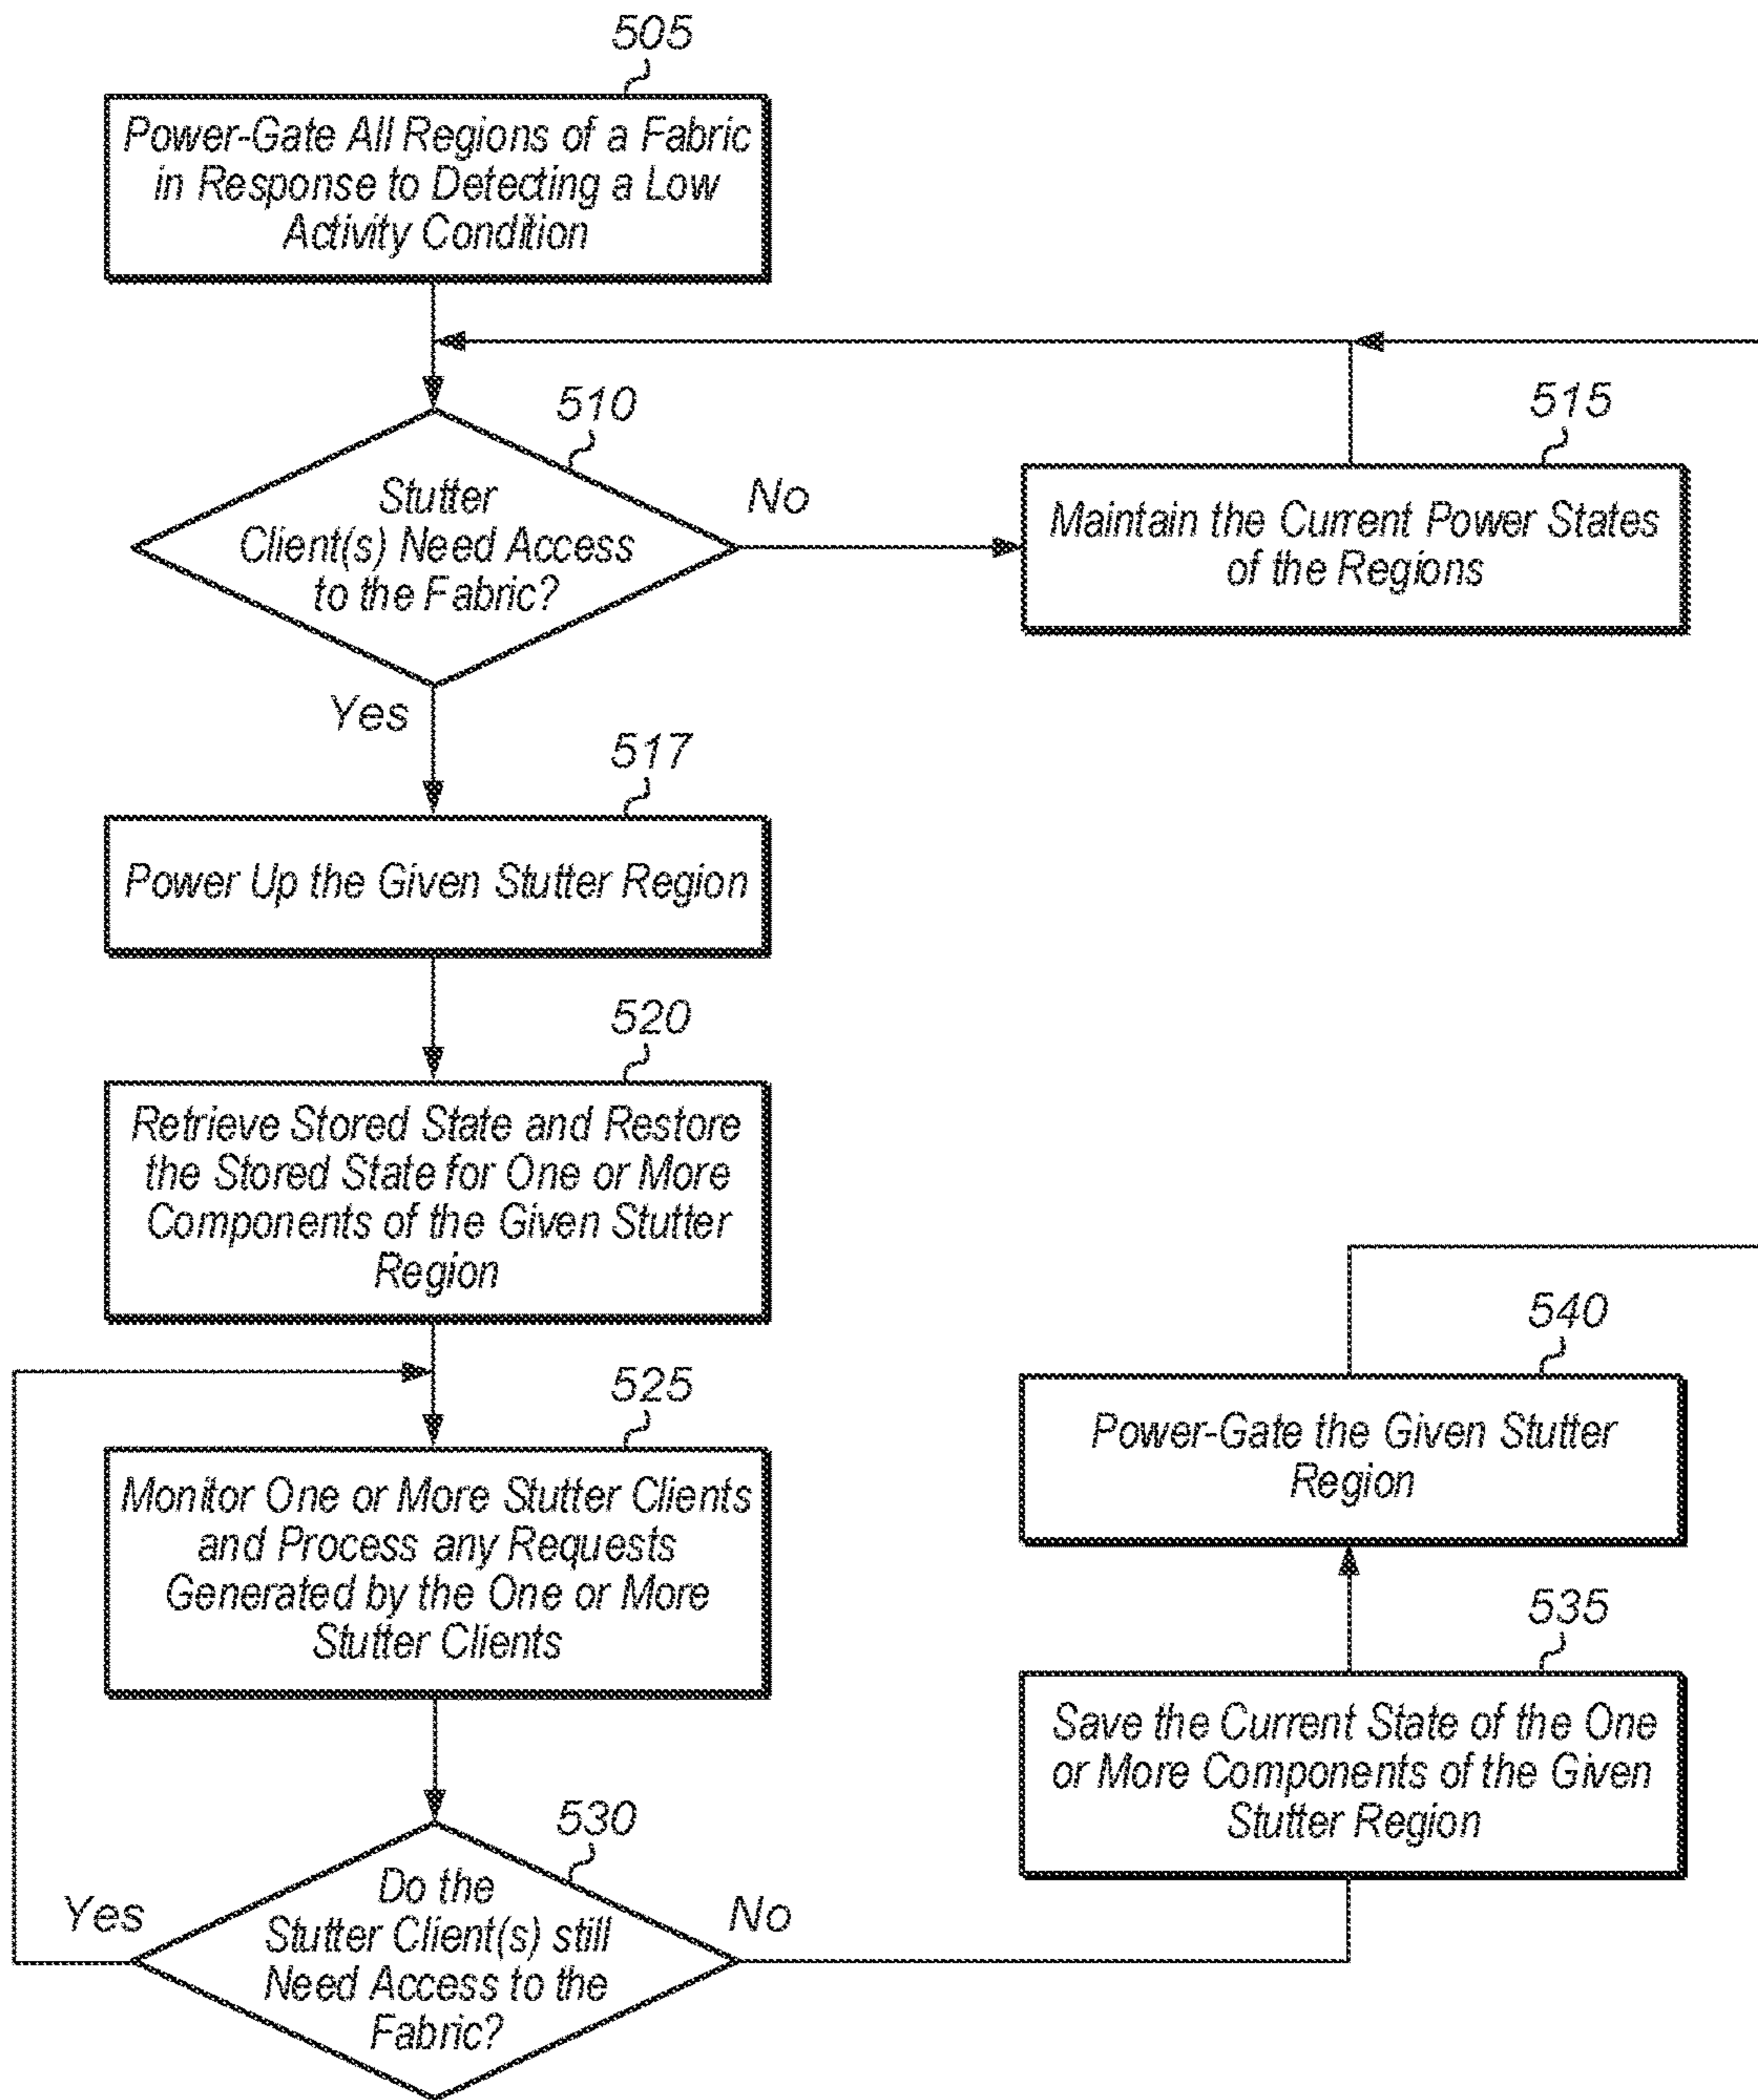 505
Power-Gate All Regions of a Fabric
in Response to Detecting a Low
Activity Condition
510
Stutter
Client(s) Need Access
to the Fabric?
No
Yes
515
Maintain the Current Power States
of the Regions
517
Power Up the Given Stutter Region
520
Retrieve Stored State and Restore
the Stored State for One or More
Components of the Given Stutter
Region
525
Monitor One or More Stutter Clients
and Process any Requests
Generated by the One or More
Stutter Clients
530
Do the
Stutter Client(s) still
Need Access to the
Fabric?
Yes
No
535
Save the Current State of the One
or More Components of the Given
Stutter Region
540
Power-Gate the Given Stutter
Region